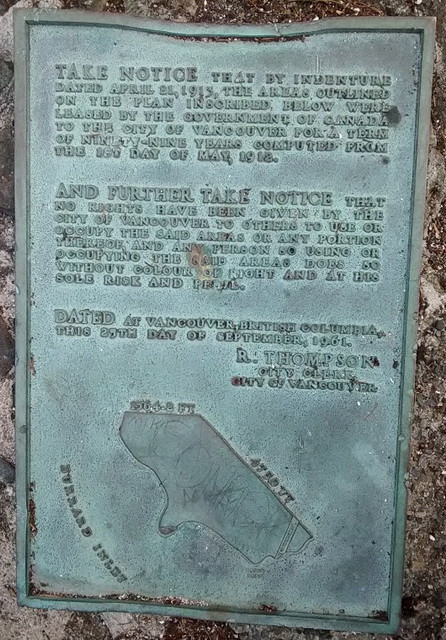 TAKE NOTICE THAT BY INDENTURE
DATED APRIL 21, 1913, THE AREAS OUTLINED
ON THE PLAN INSCRIBED BELOW WERE
LEASED BY THE GOVERNMENT OF CANADA
TO THE CITY OF VANCOUVER FOR A TERM
OF NINETY-NINE YEARS COMPUTED FROM
THE 1ST DAY OF MAY, 1912.
AND FURTHER TAKE NOTICE THAT
NO RIGHTS HAVE BEEN GIVEN BY THE
CITY OF VANCOUVER TO OTHERS TO USE OR
OCCUPY THE SAID AREAS OR ANY PORTION
THEREOF AND ANY PERSON SO USING OR
OCCUPYING THE SAID AREAS DOES SO
WITHOUT COLOUR OF RIGHT AND AT HIS
SOLE RISK AND PERIL.
DATED AT VANCOUVER, BRITISH COLUMBIA,
THIS 25TH DAY OF SEPTEMBER, 1961.
R. THOMPSON
CITY CLERK
CITY OF VANCOUVER
FT
FT
BURRARD INLET